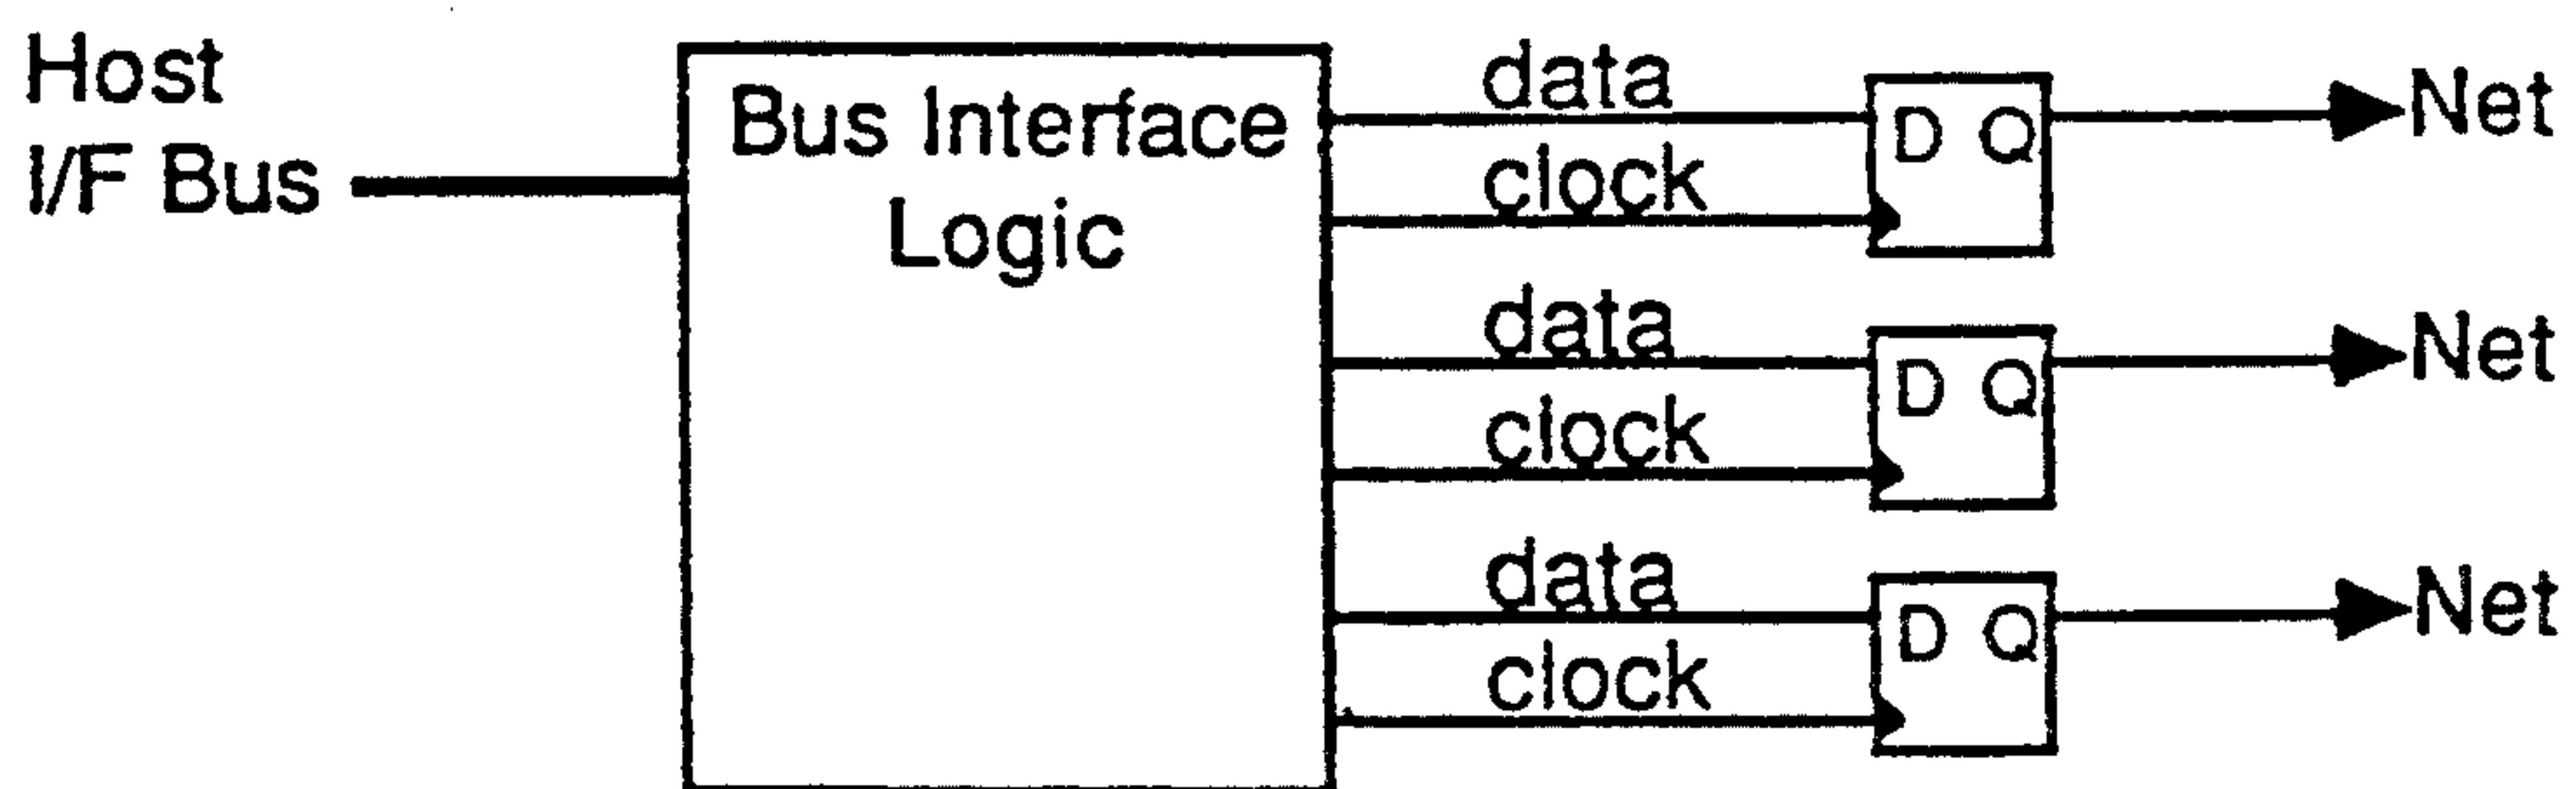 Host
I/F Bus
Bus Interface
Logic
data
clock
D Q
Net
data
clock
D Q
Net
data
clock
D Q
Net